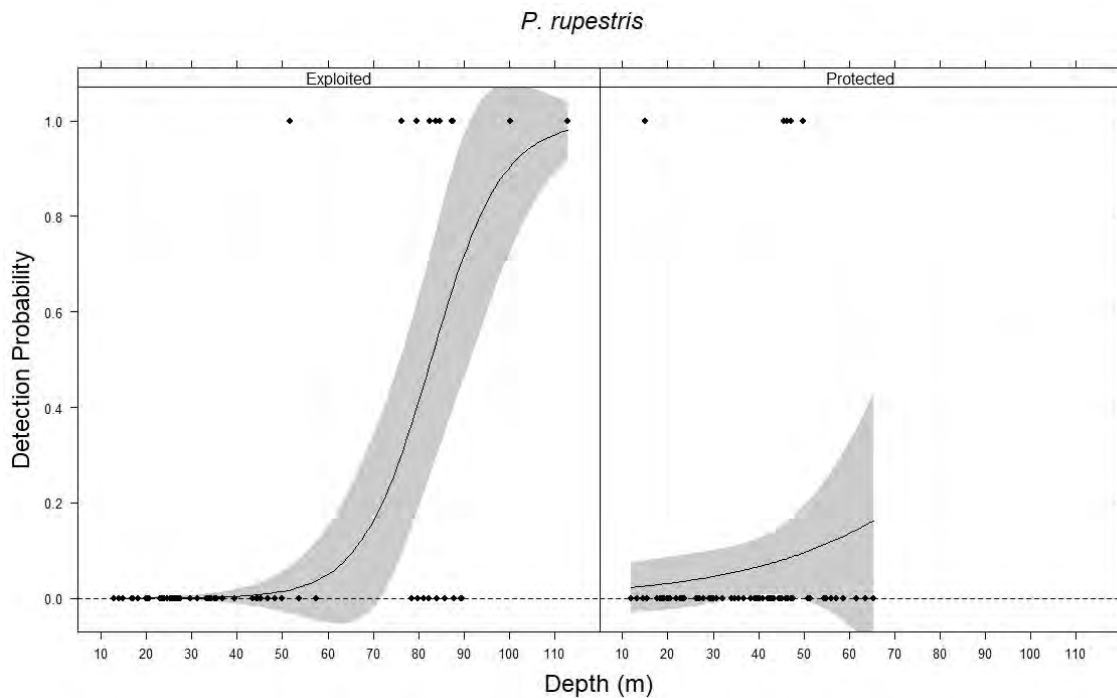 P. rupestris
Exploited Protected
1.0
0.8
0.6
0.4
0.2
0.0
Detection Probability
10 20 30 40 50 60 70 80 90 100 110 10 20 30 40 50 60 70 80 90 100 110
Depth (m)